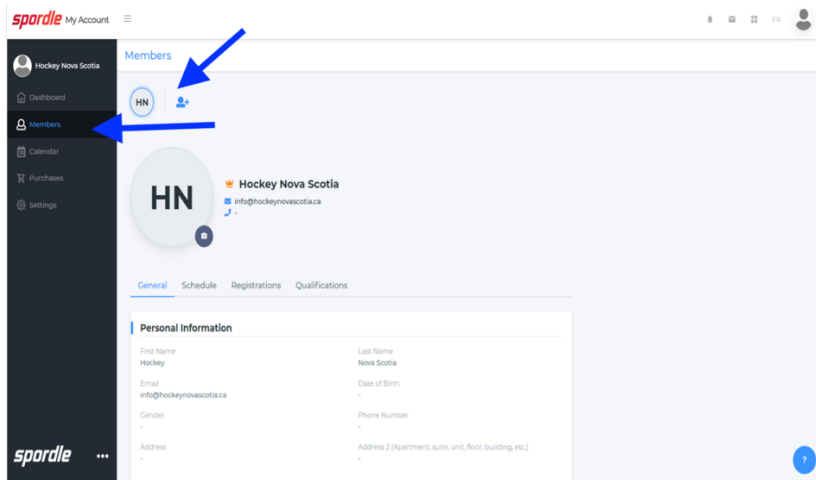 spordle My Account
FR
Hockey Nova Scotia
Dashboard
Members
Calendar
Purchases
Settings
spordle ...
Members
HN
HN
Hockey Nova Scotia
info@hockeynovascotia.ca
-
General Schedule Registrations Qualifications
Personal Information
First Name Last Name
Hockey Nova Scotia
Email Date of Birth
info@hockeynovascotia.ca -
Gender Phone Number
- -
Address Address 2 (Apartment, suite, unit, floor, building, etc.)
- -
?